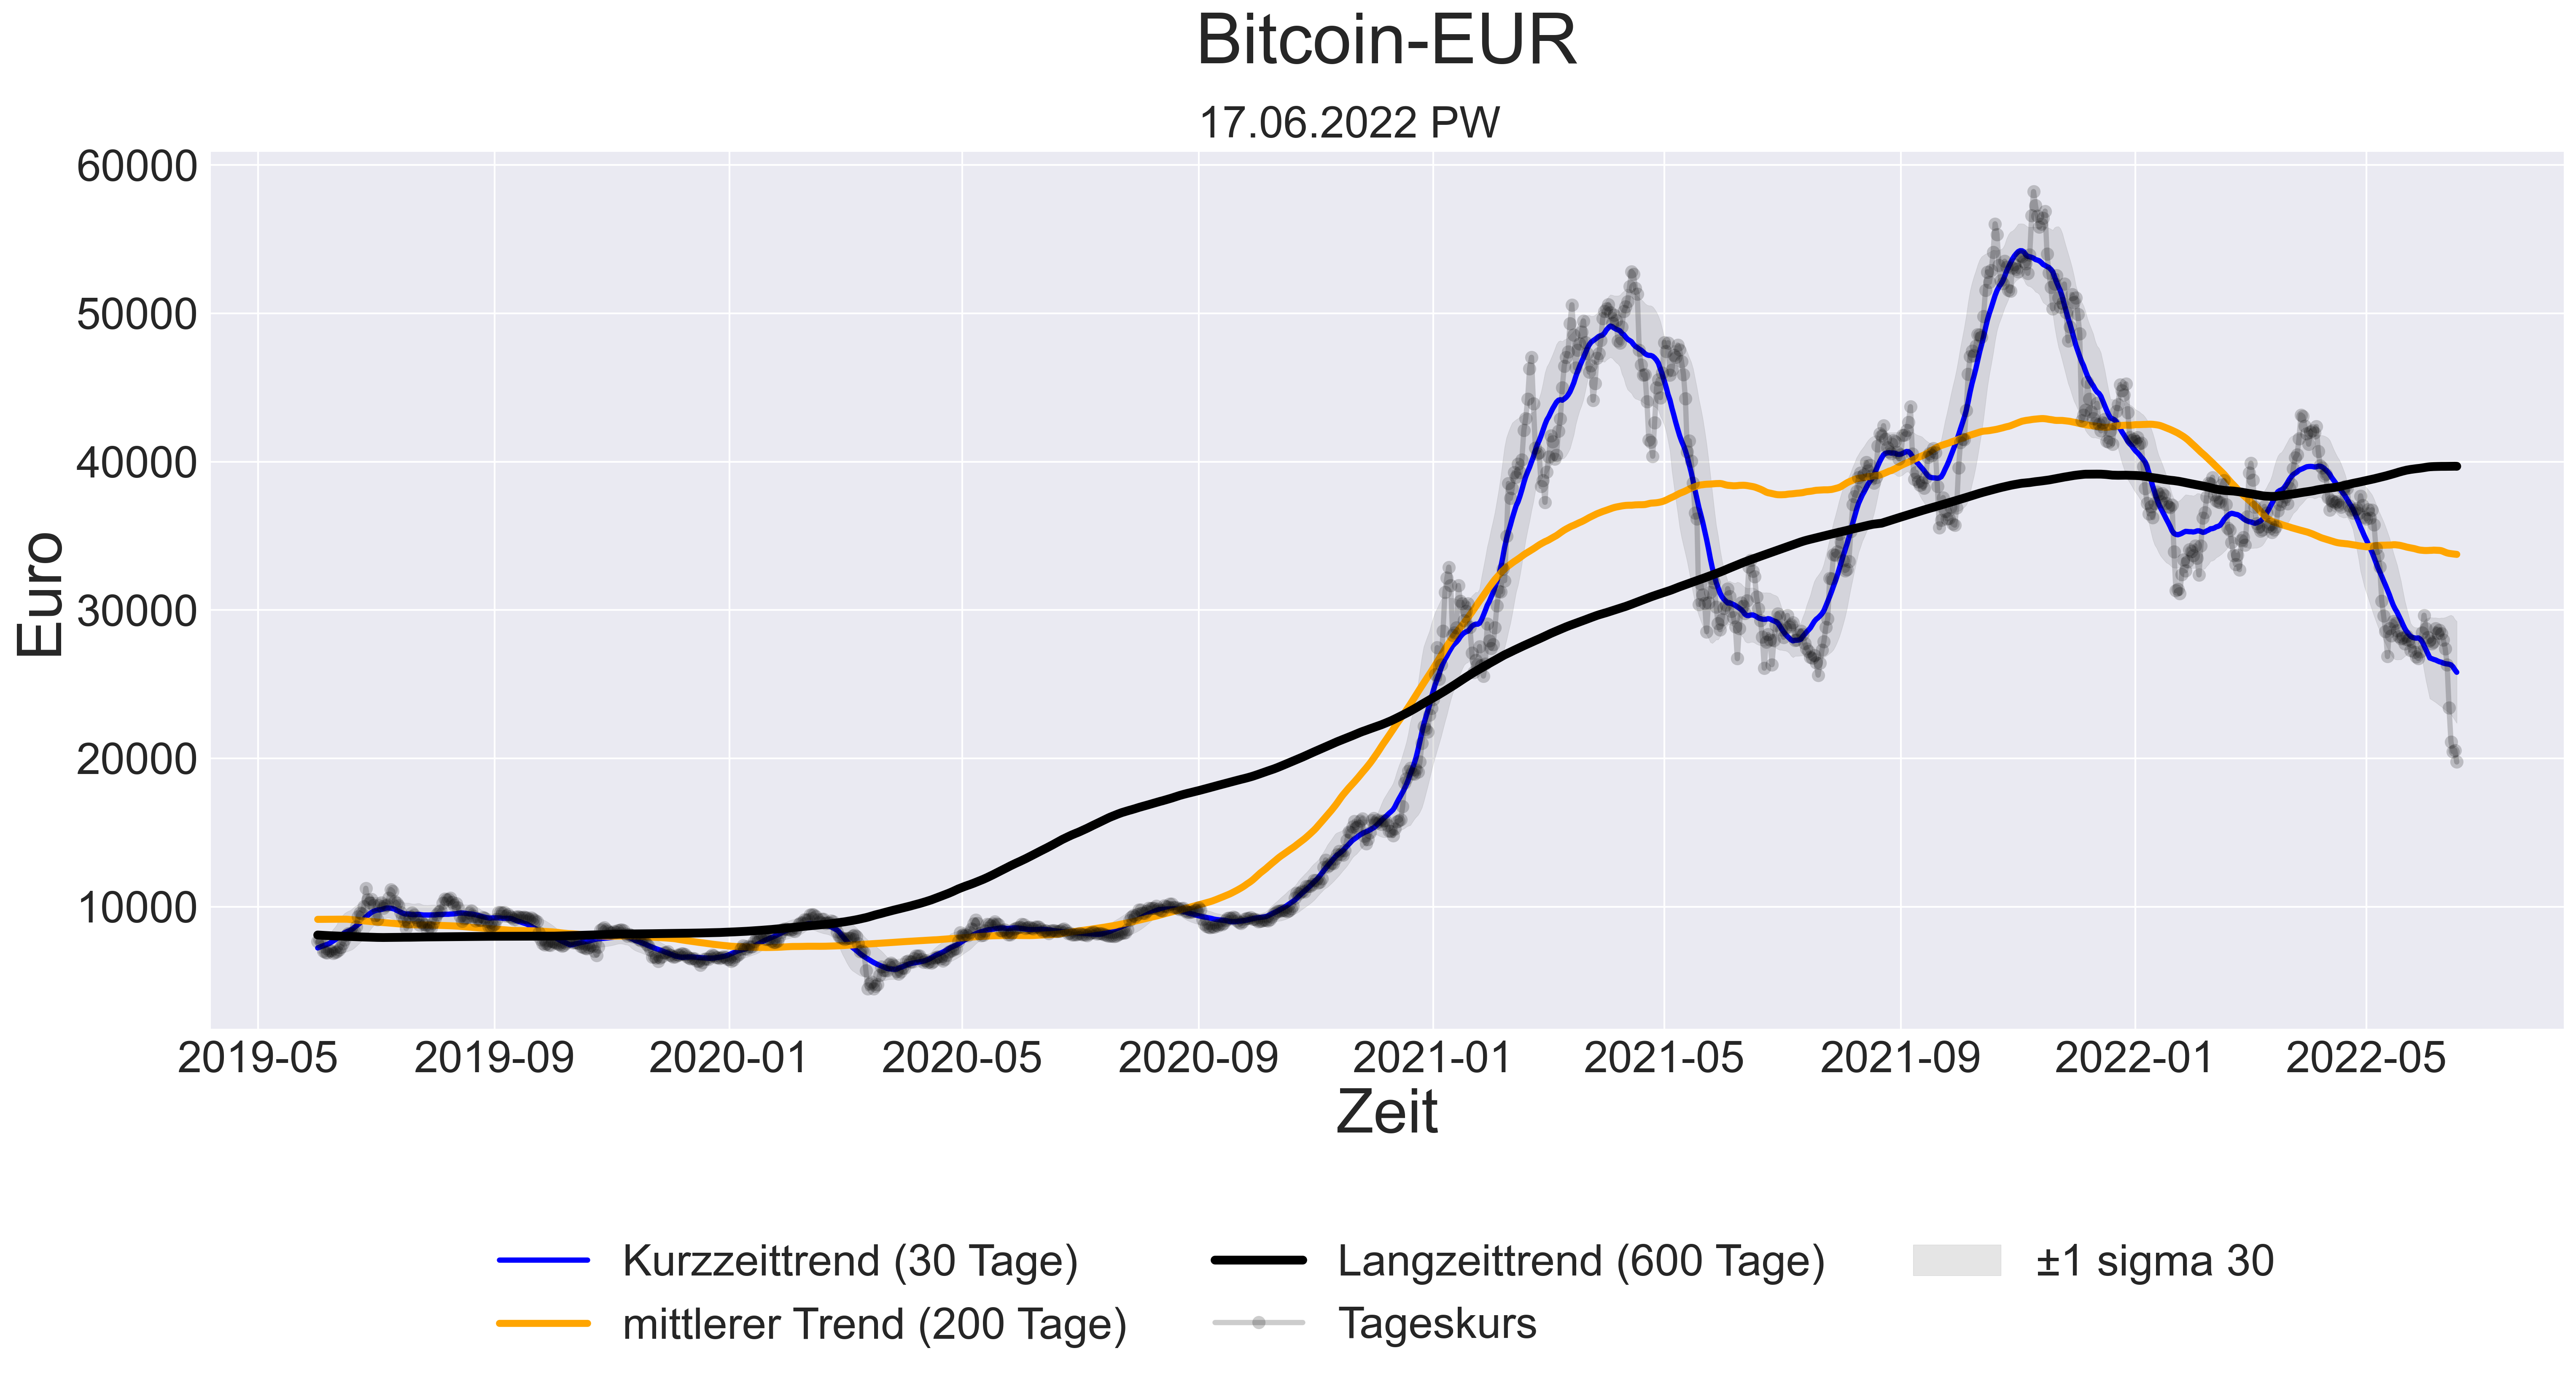 Bitcoin-EUR
17.06.2022 PW
60000
50000
40000
30000
20000
10000
Euro
2019-05 2019-09 2020-01 2020-05 2020-09 2021-01 2021-05 2021-09 2022-01 2022-05
Zeit
Kurzzeittrend (30 Tage) Langzeittrend (600 Tage) ±1 sigma 30
mittlerer Trend (200 Tage) Tageskurs